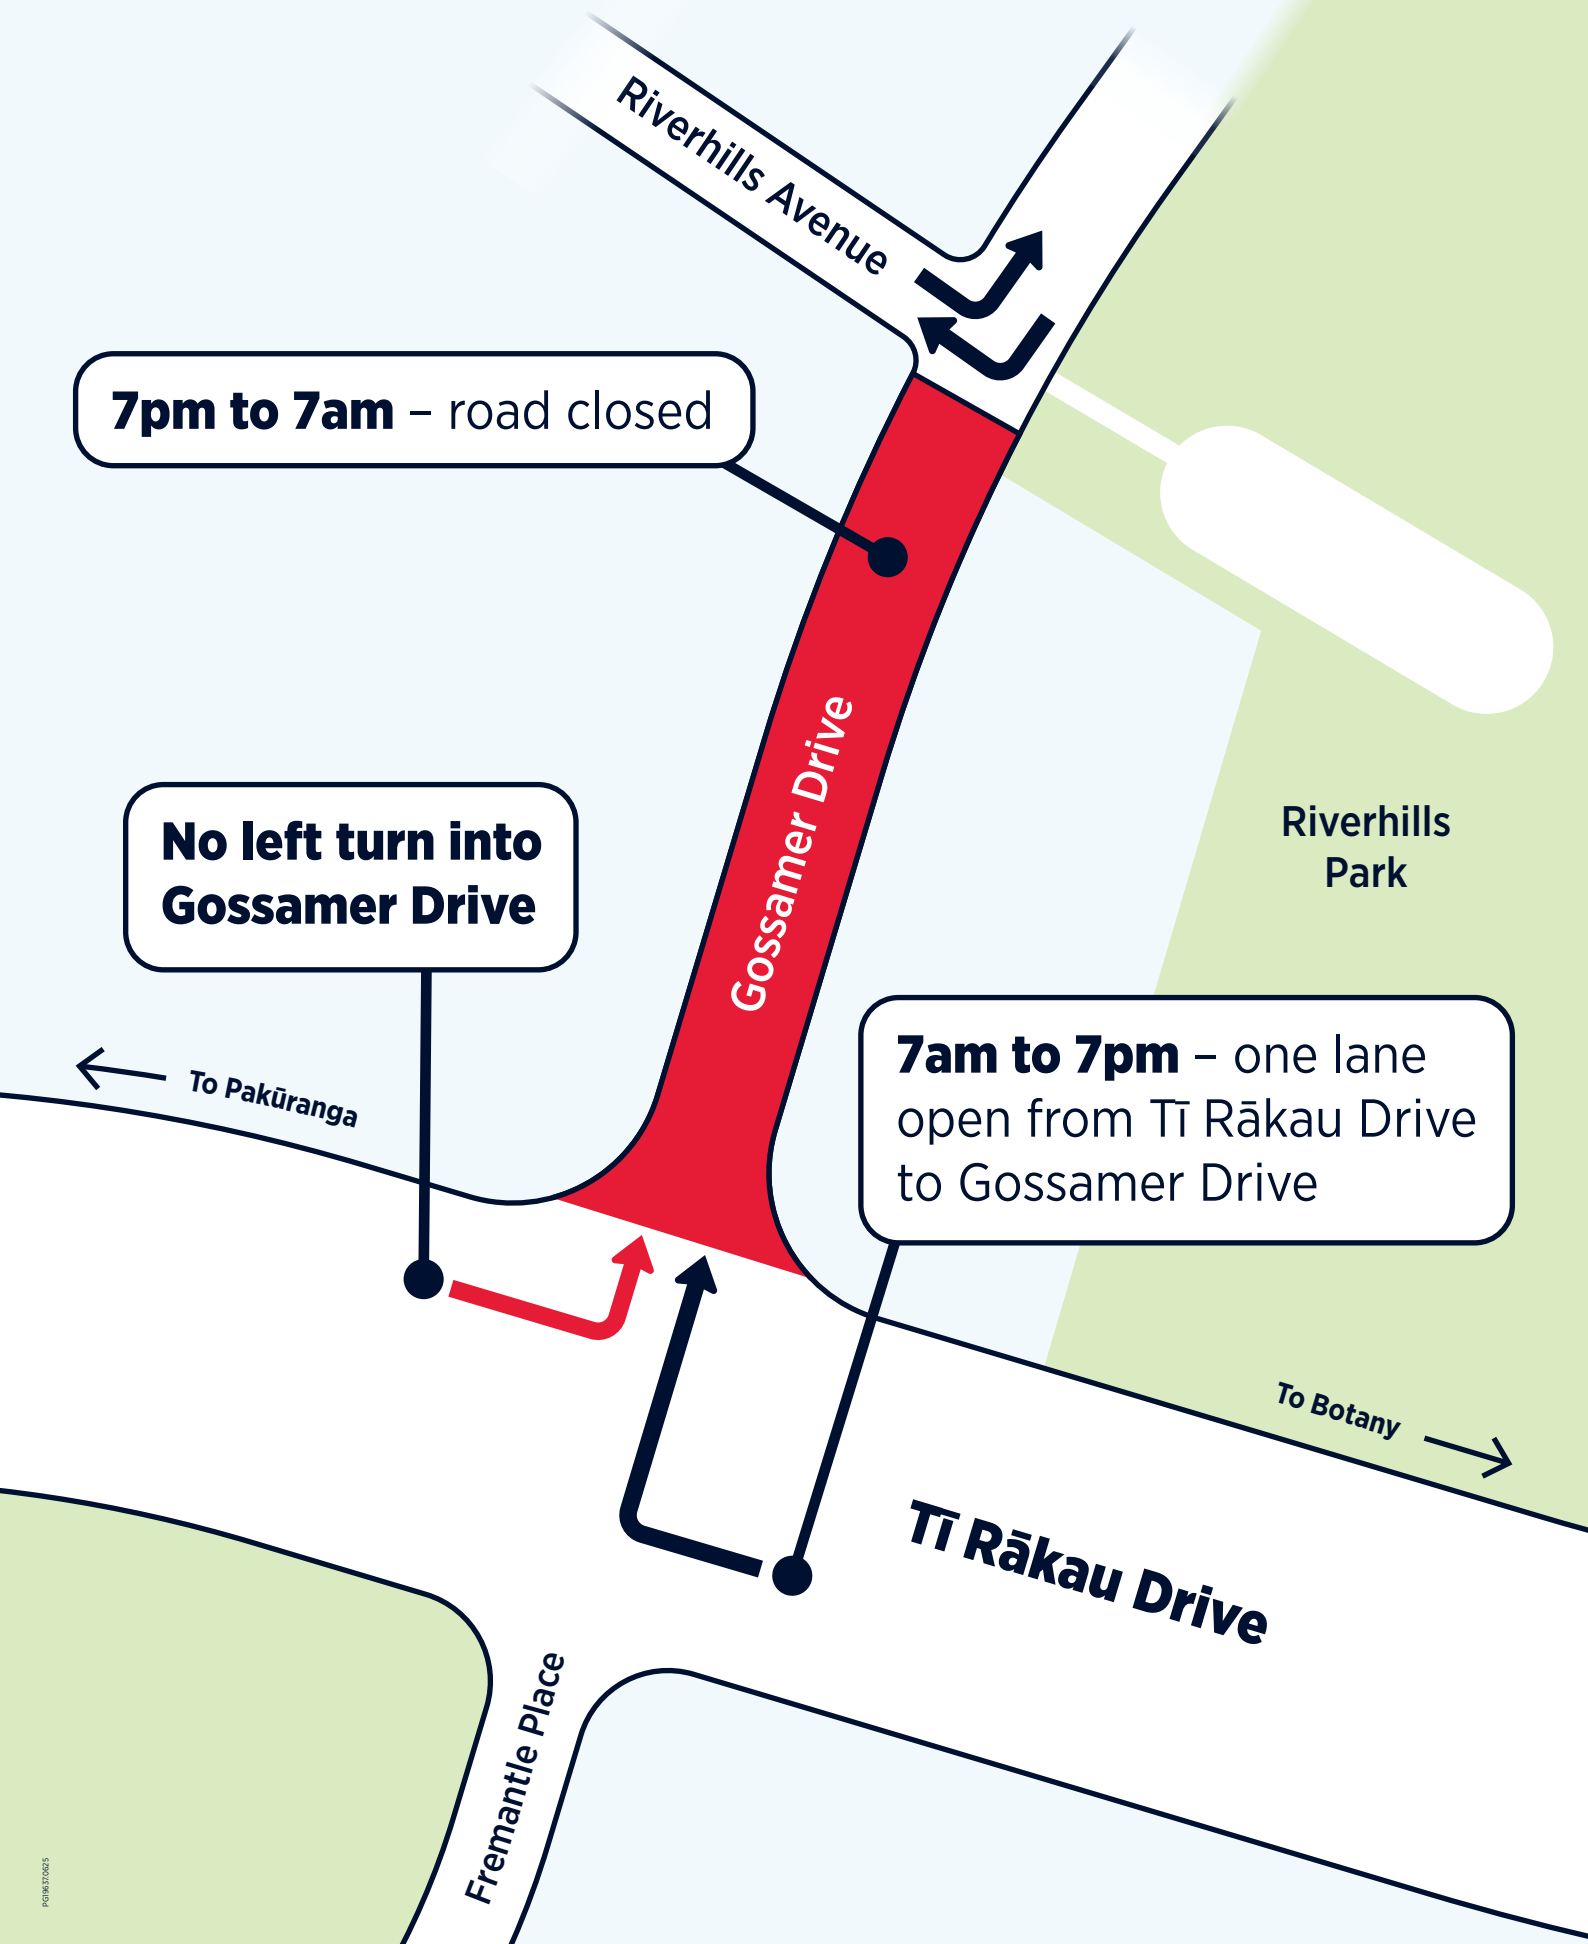 Riverhills Avenue
7pm to 7am – road closed
Gossamer Drive
Riverhills
Park
No left turn into
Gossamer Drive
7am to 7pm – one lane
open from Tī Rākau Drive
to Gossamer Drive
To Pakūranga
To Botany
Tī Rākau Drive
Fremantle Place
PG19637.0625